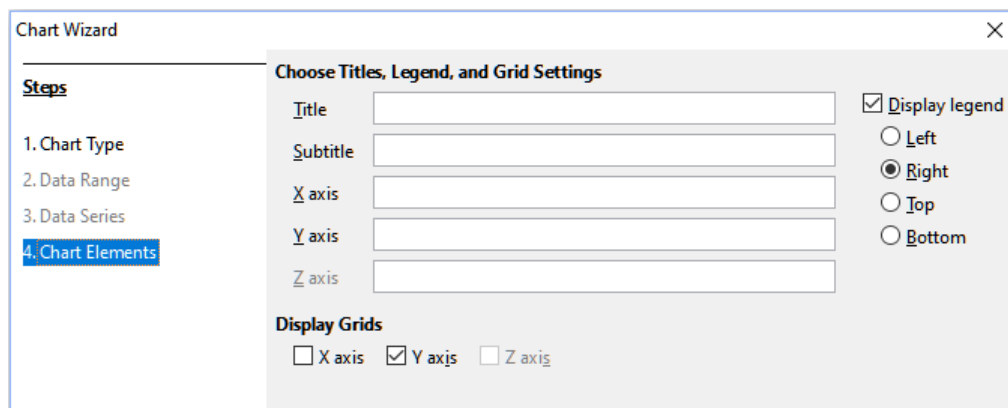 Chart Wizard
Steps
1. Chart Type
2. Data Range
3. Data Series
4. Chart Elements
Choose Titles, Legend, and Grid Settings
Title
Subtitle
X axis
Y axis
Z axis
Display legend
Left
Right
Top
Bottom
Display Grids
X axis Y axis Z axis